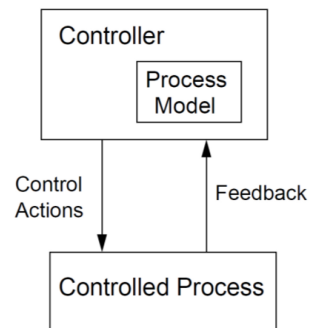 Controller
Process
Model
Control
Actions
Feedback
Controlled Process